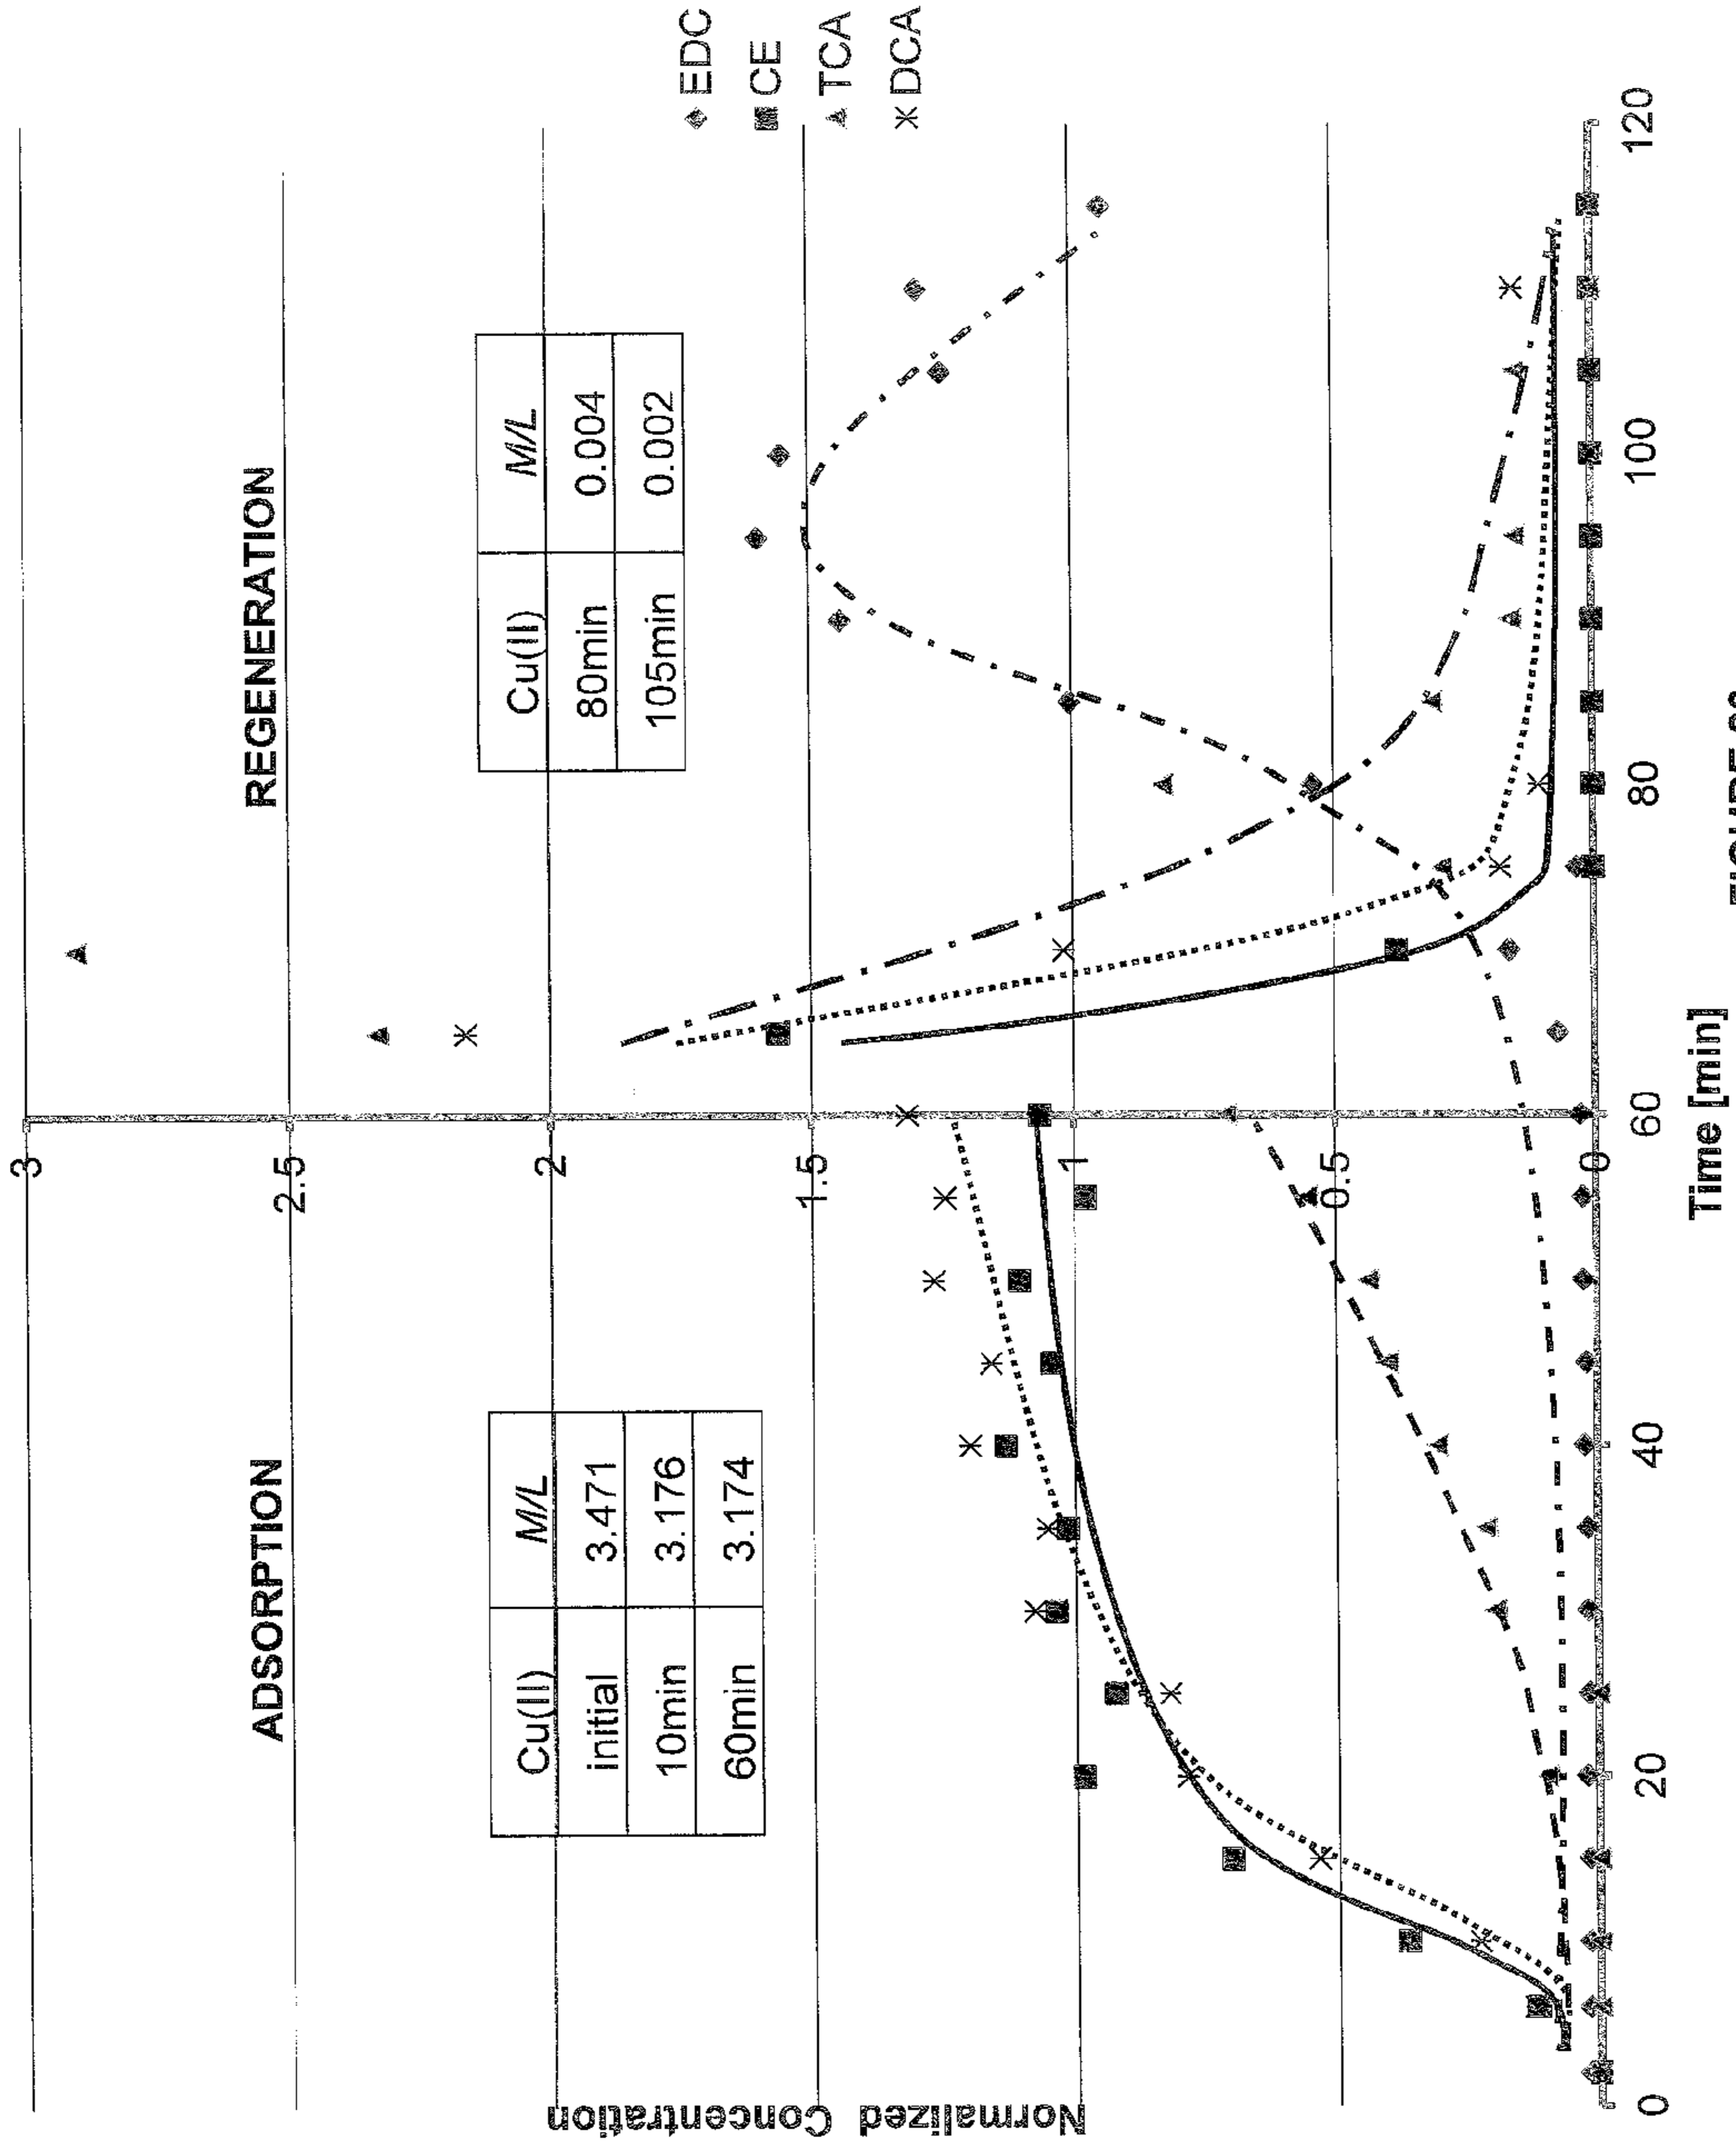 ADSORPTION
REGENERATION
Cu(II) M/L
initial 3.471
10min 3.176
60min 3.174
Cu(II) M/L
80min 0.004
105min 0.002
Normalized Concentration
3
2.5
2
1.5
1
0.5
0
0 20 40 60 80 100 120
Time [min]
EDC
CE
TCA
DCA